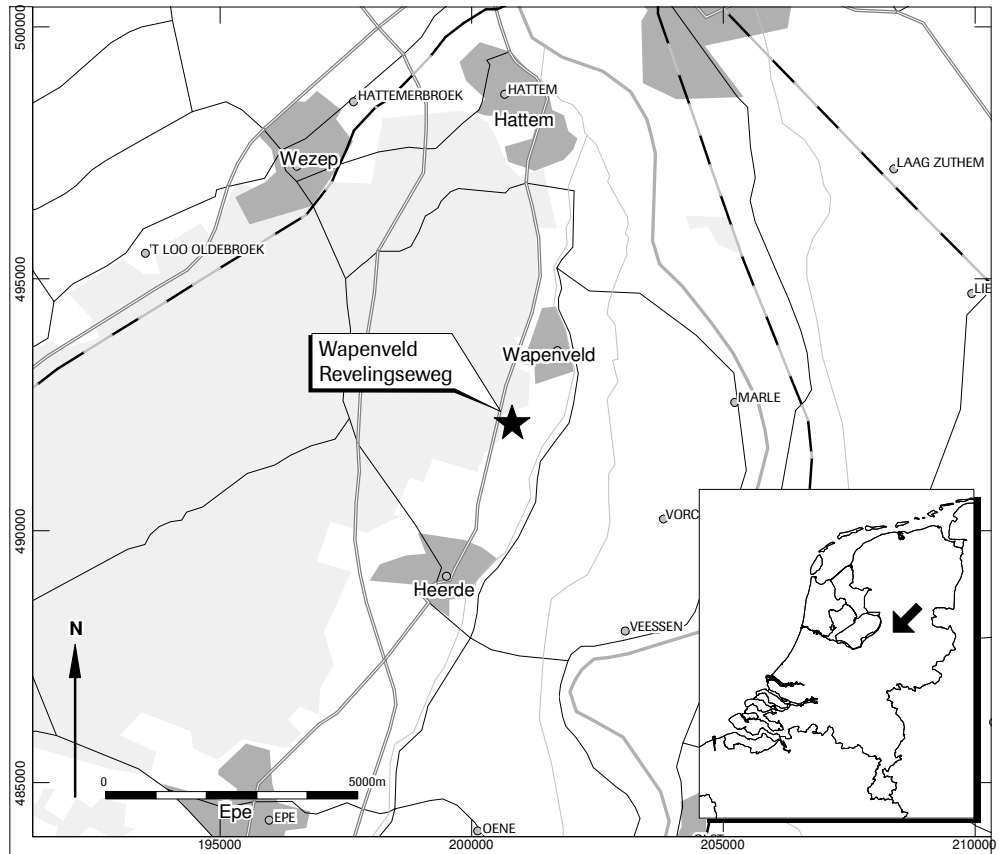 500000
HATTEMERBROEK
HATTEM
Hattem
Wezep
LAAG ZUTHEM
'T LOO OLDEBROEK
495000
LIE
Wapenveld
Revelingseweg
Wapenveld
MARLE
490000
VORC
Heerde
N
VEESSEN
0
5000m
485000
Epe
EPE
OENE
195000
200000
205000
210000